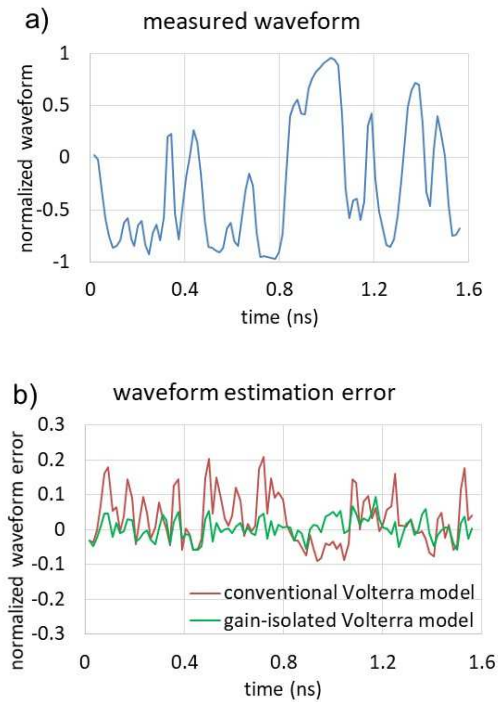 a)
measured waveform
normalized waveform
1
0.5
0
-0.5
-1
0 0.4 0.8 1.2 1.6
time (ns)
b)
waveform estimation error
normalized waveform error
0.3
0.2
0.1
0
-0.1
-0.2
-0.3
conventional Volterra model
gain-isolated Volterra model
0 0.4 0.8 1.2 1.6
time (ns)